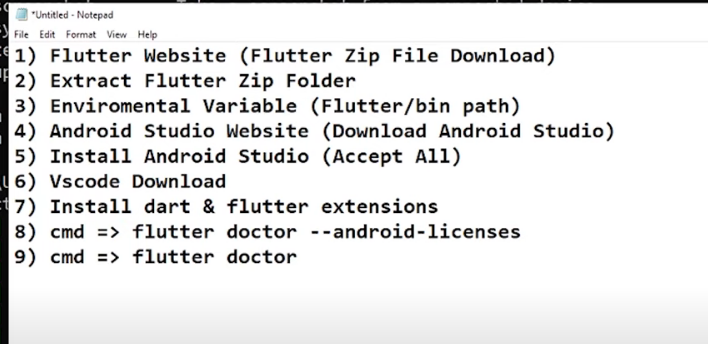 *Untitled - Notepad
File Edit Format View Help
1) Flutter Website (Flutter Zip File Download)
2) Extract Flutter Zip Folder
3) Enviromental Variable (Flutter/bin path)
4) Android Studio Website (Download Android Studio)
5) Install Android Studio (Accept All)
6) Vscode Download
7) Install dart & flutter extensions
8) cmd => flutter doctor --android-licenses
9) cmd => flutter doctor